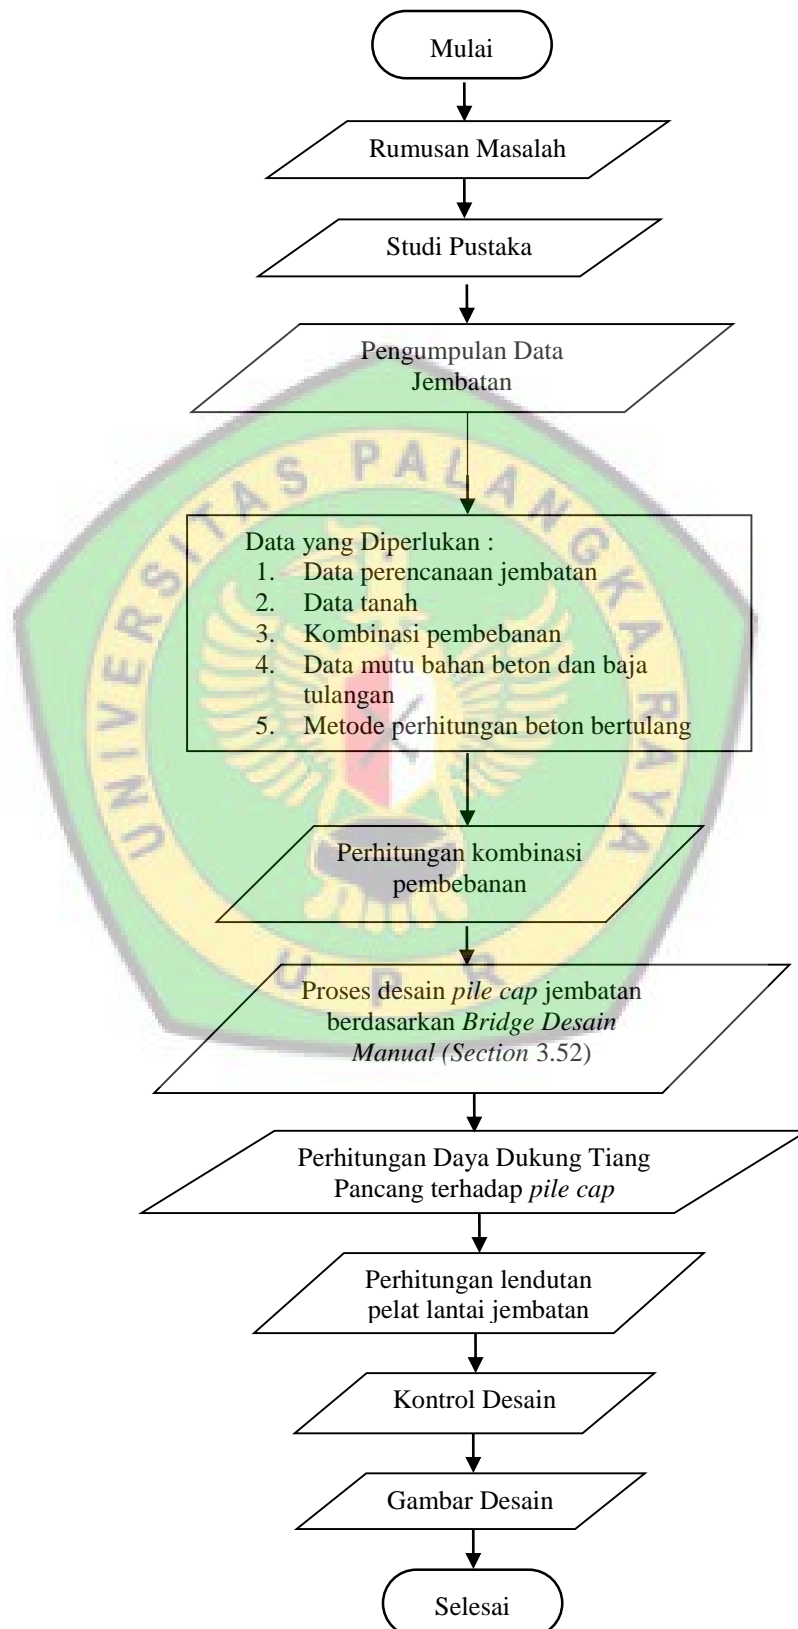 Mulai
Rumusan Masalah
Studi Pustaka
Pengumpulan Data
Jembatan
UNIVERSITAS PALANGKA RAYA
Data yang Diperlukan :
1. Data perencanaan jembatan
2. Data tanah
3. Kombinasi pembebanan
4. Data mutu bahan beton dan baja
tulangan
5. Metode perhitungan beton bertulang
Perhitungan kombinasi
pembebanan
U P R
Proses desain pile cap jembatan
berdasarkan Bridge Desain
Manual (Section 3.52)
Perhitungan Daya Dukung Tiang
Pancang terhadap pile cap
Perhitungan lendutan
pelat lantai jembatan
Kontrol Desain
Gambar Desain
Selesai